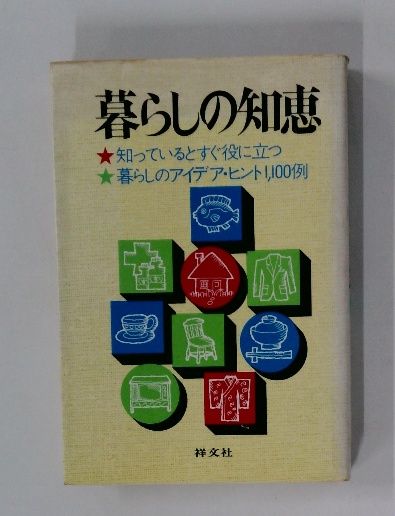 暮らしの知恵
★知っているとすぐ役に立つ
★暮らしのアイデア・ヒント1,100例
祥文社